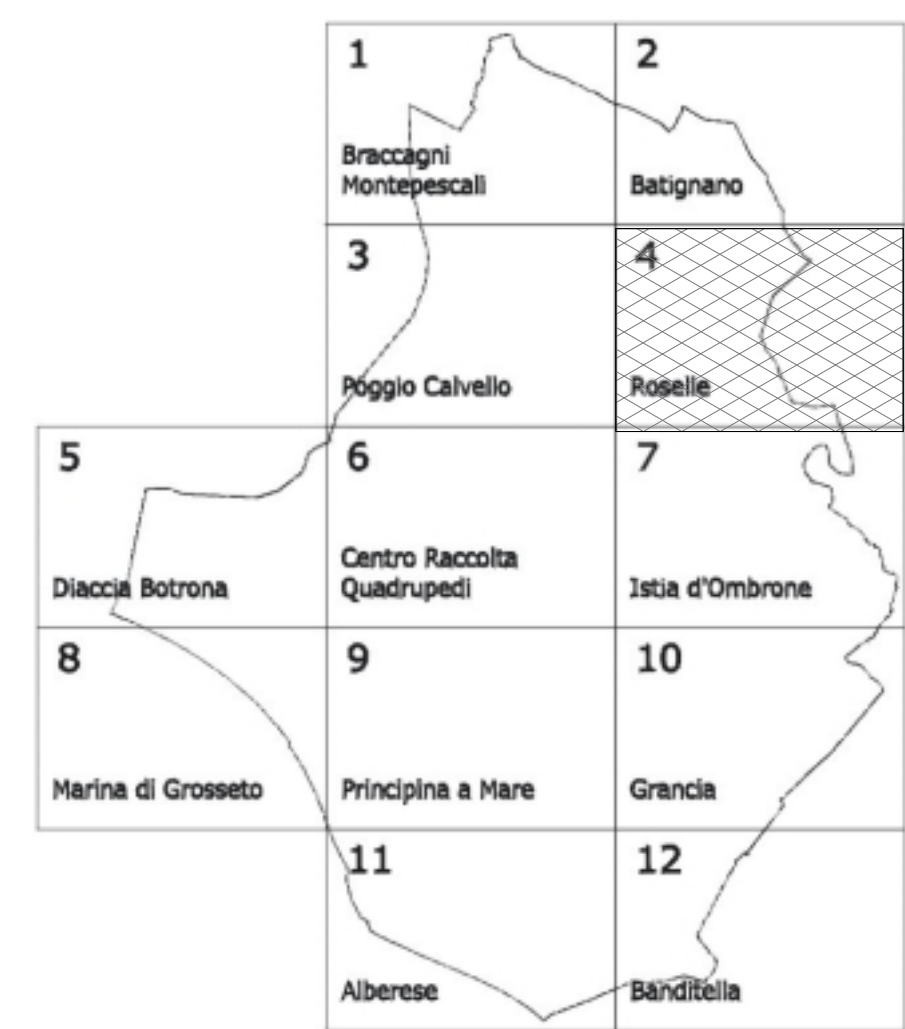 1
Braccagni
Montepescali
2
Batignano
3
Poggio Calvello
4
Roselle
5
Diaccia Botrona
6
Centro Raccolta
Quadrupedi
7
Istia d'Ombrone
8
Marina di Grosseto
9
Principina a Mare
10
Grancia
11
Alberese
12
Banditella